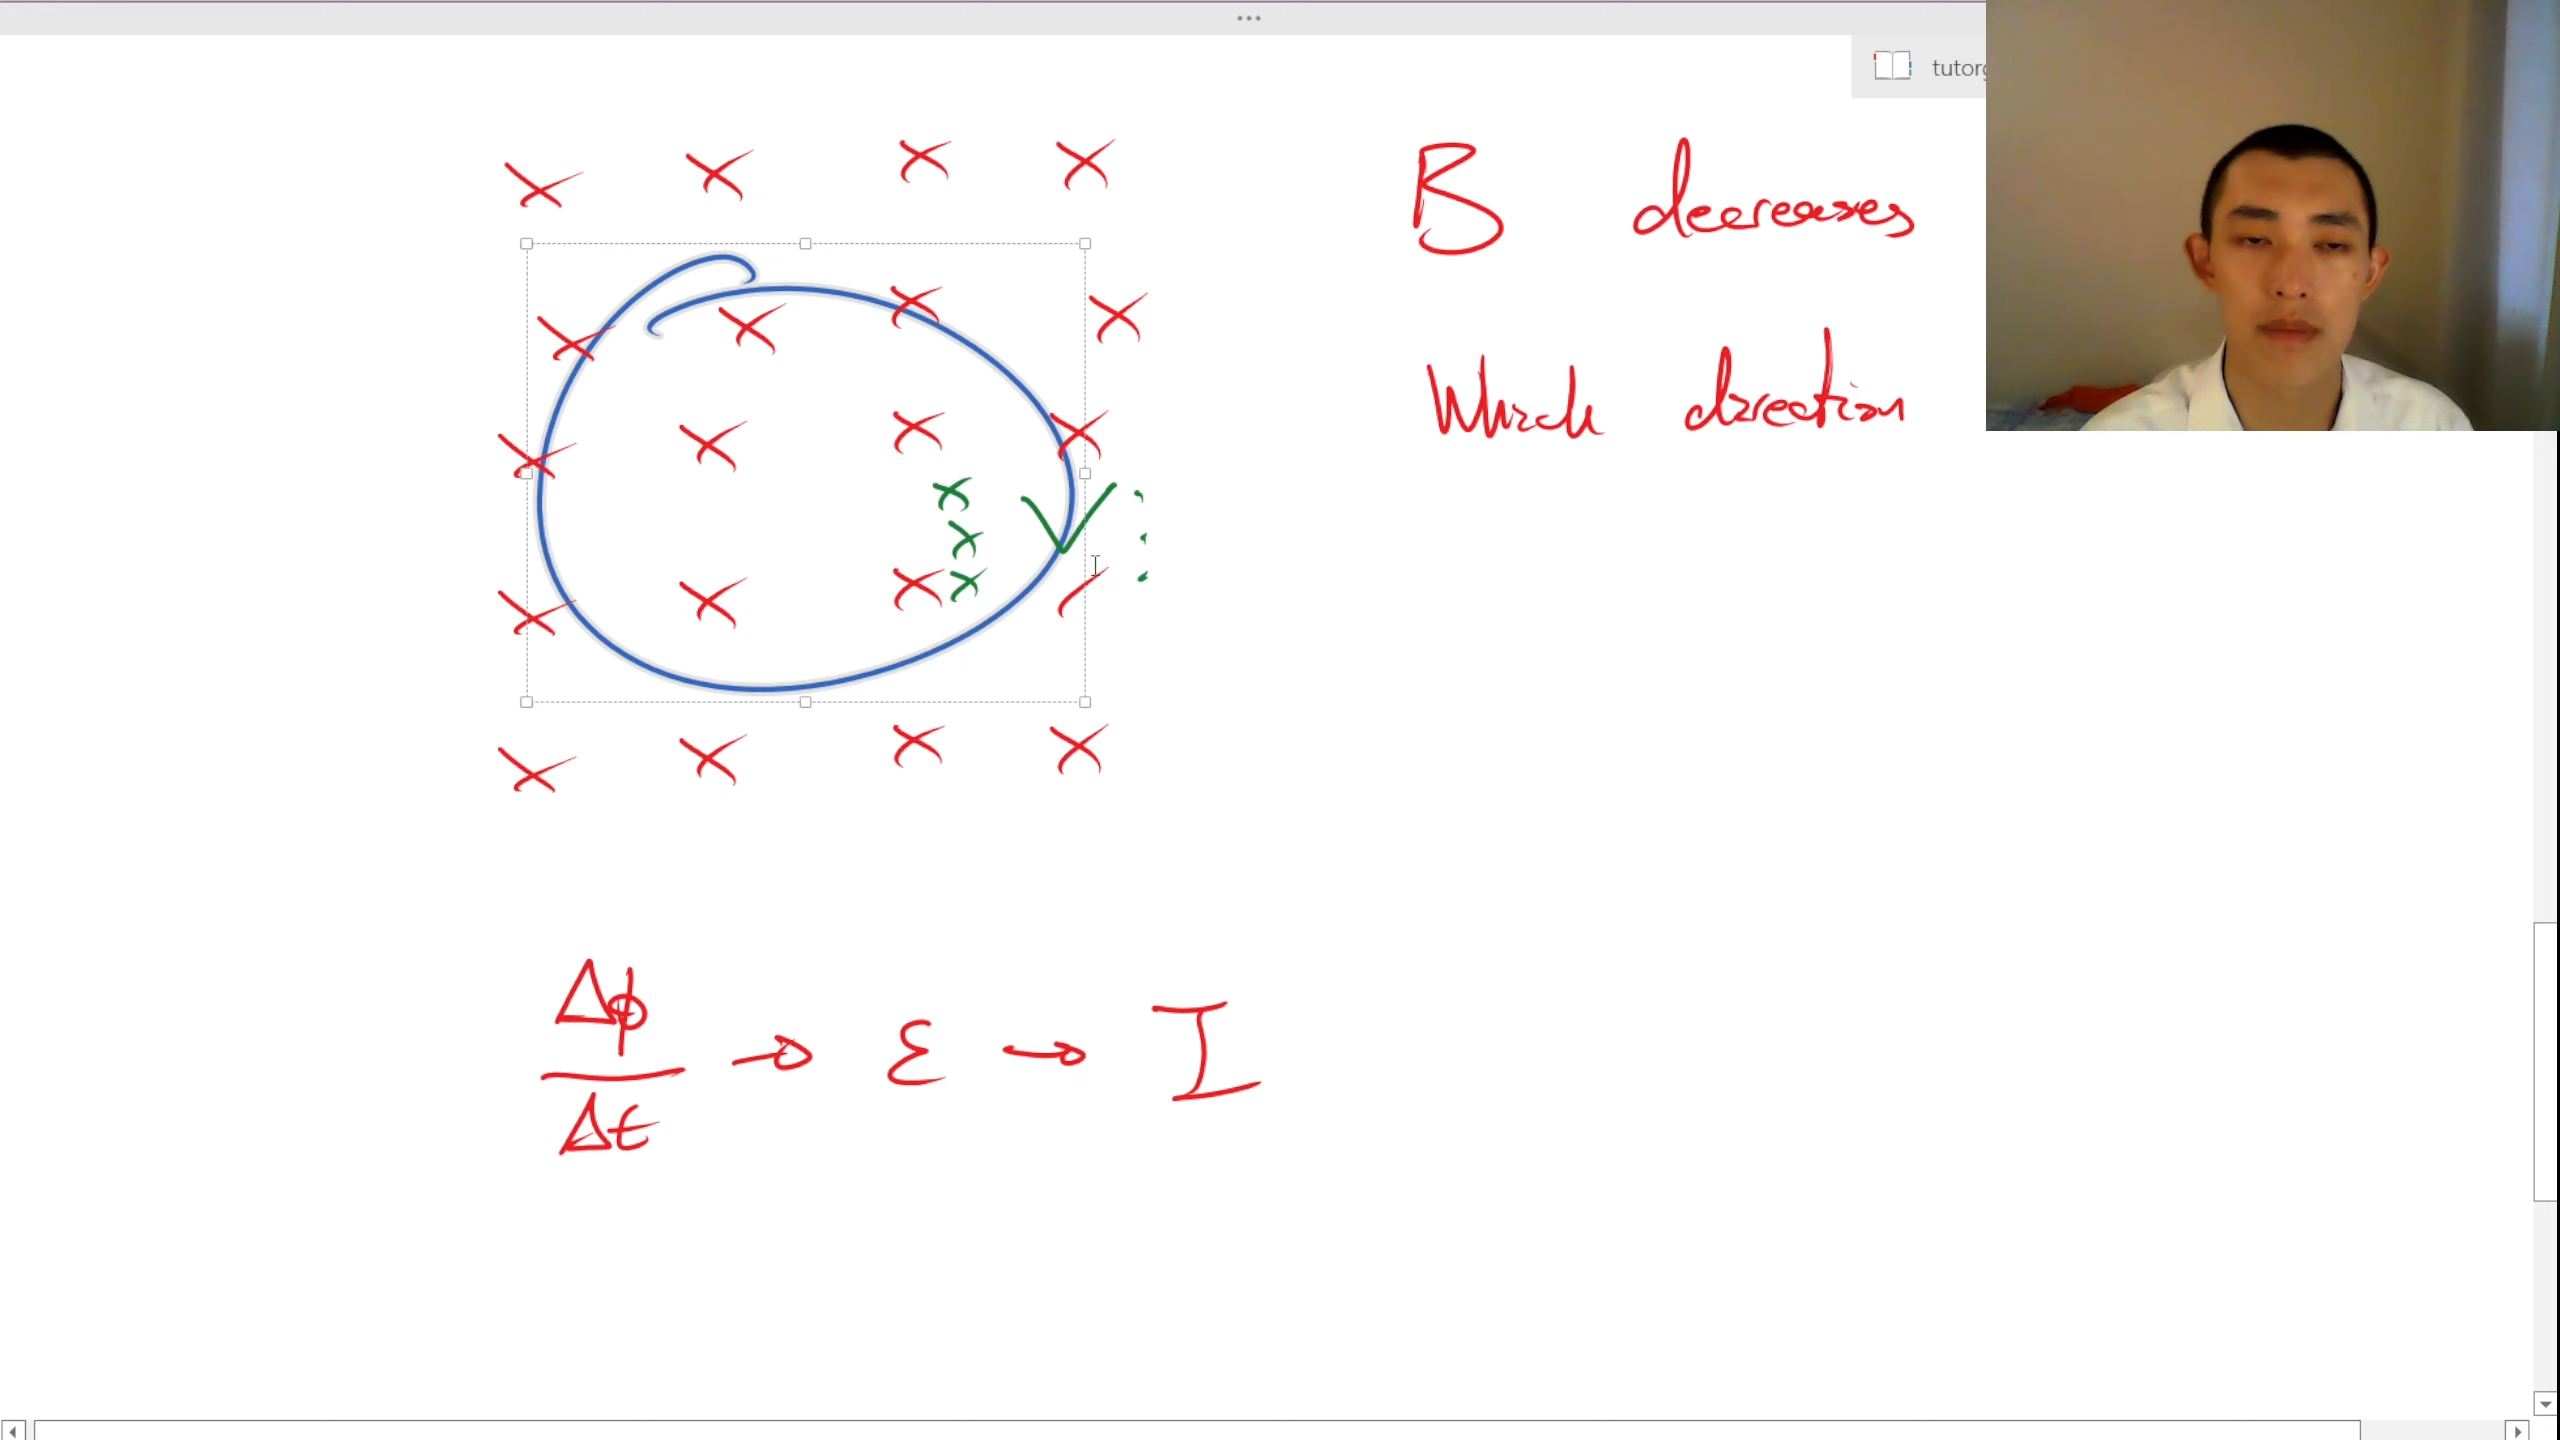 tutor
B decreases
Which direction
Δϕ
Δt
→ ε → I